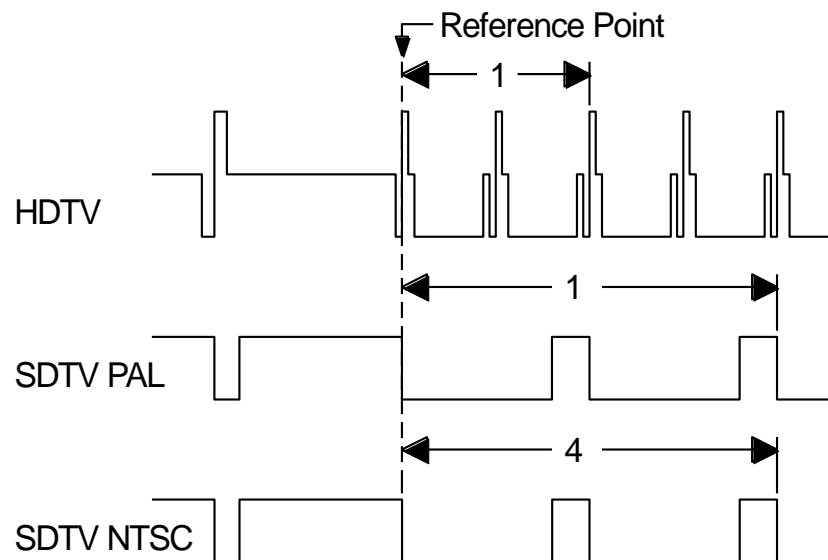 Reference Point
1
HDTV
1
SDTV PAL
4
SDTV NTSC